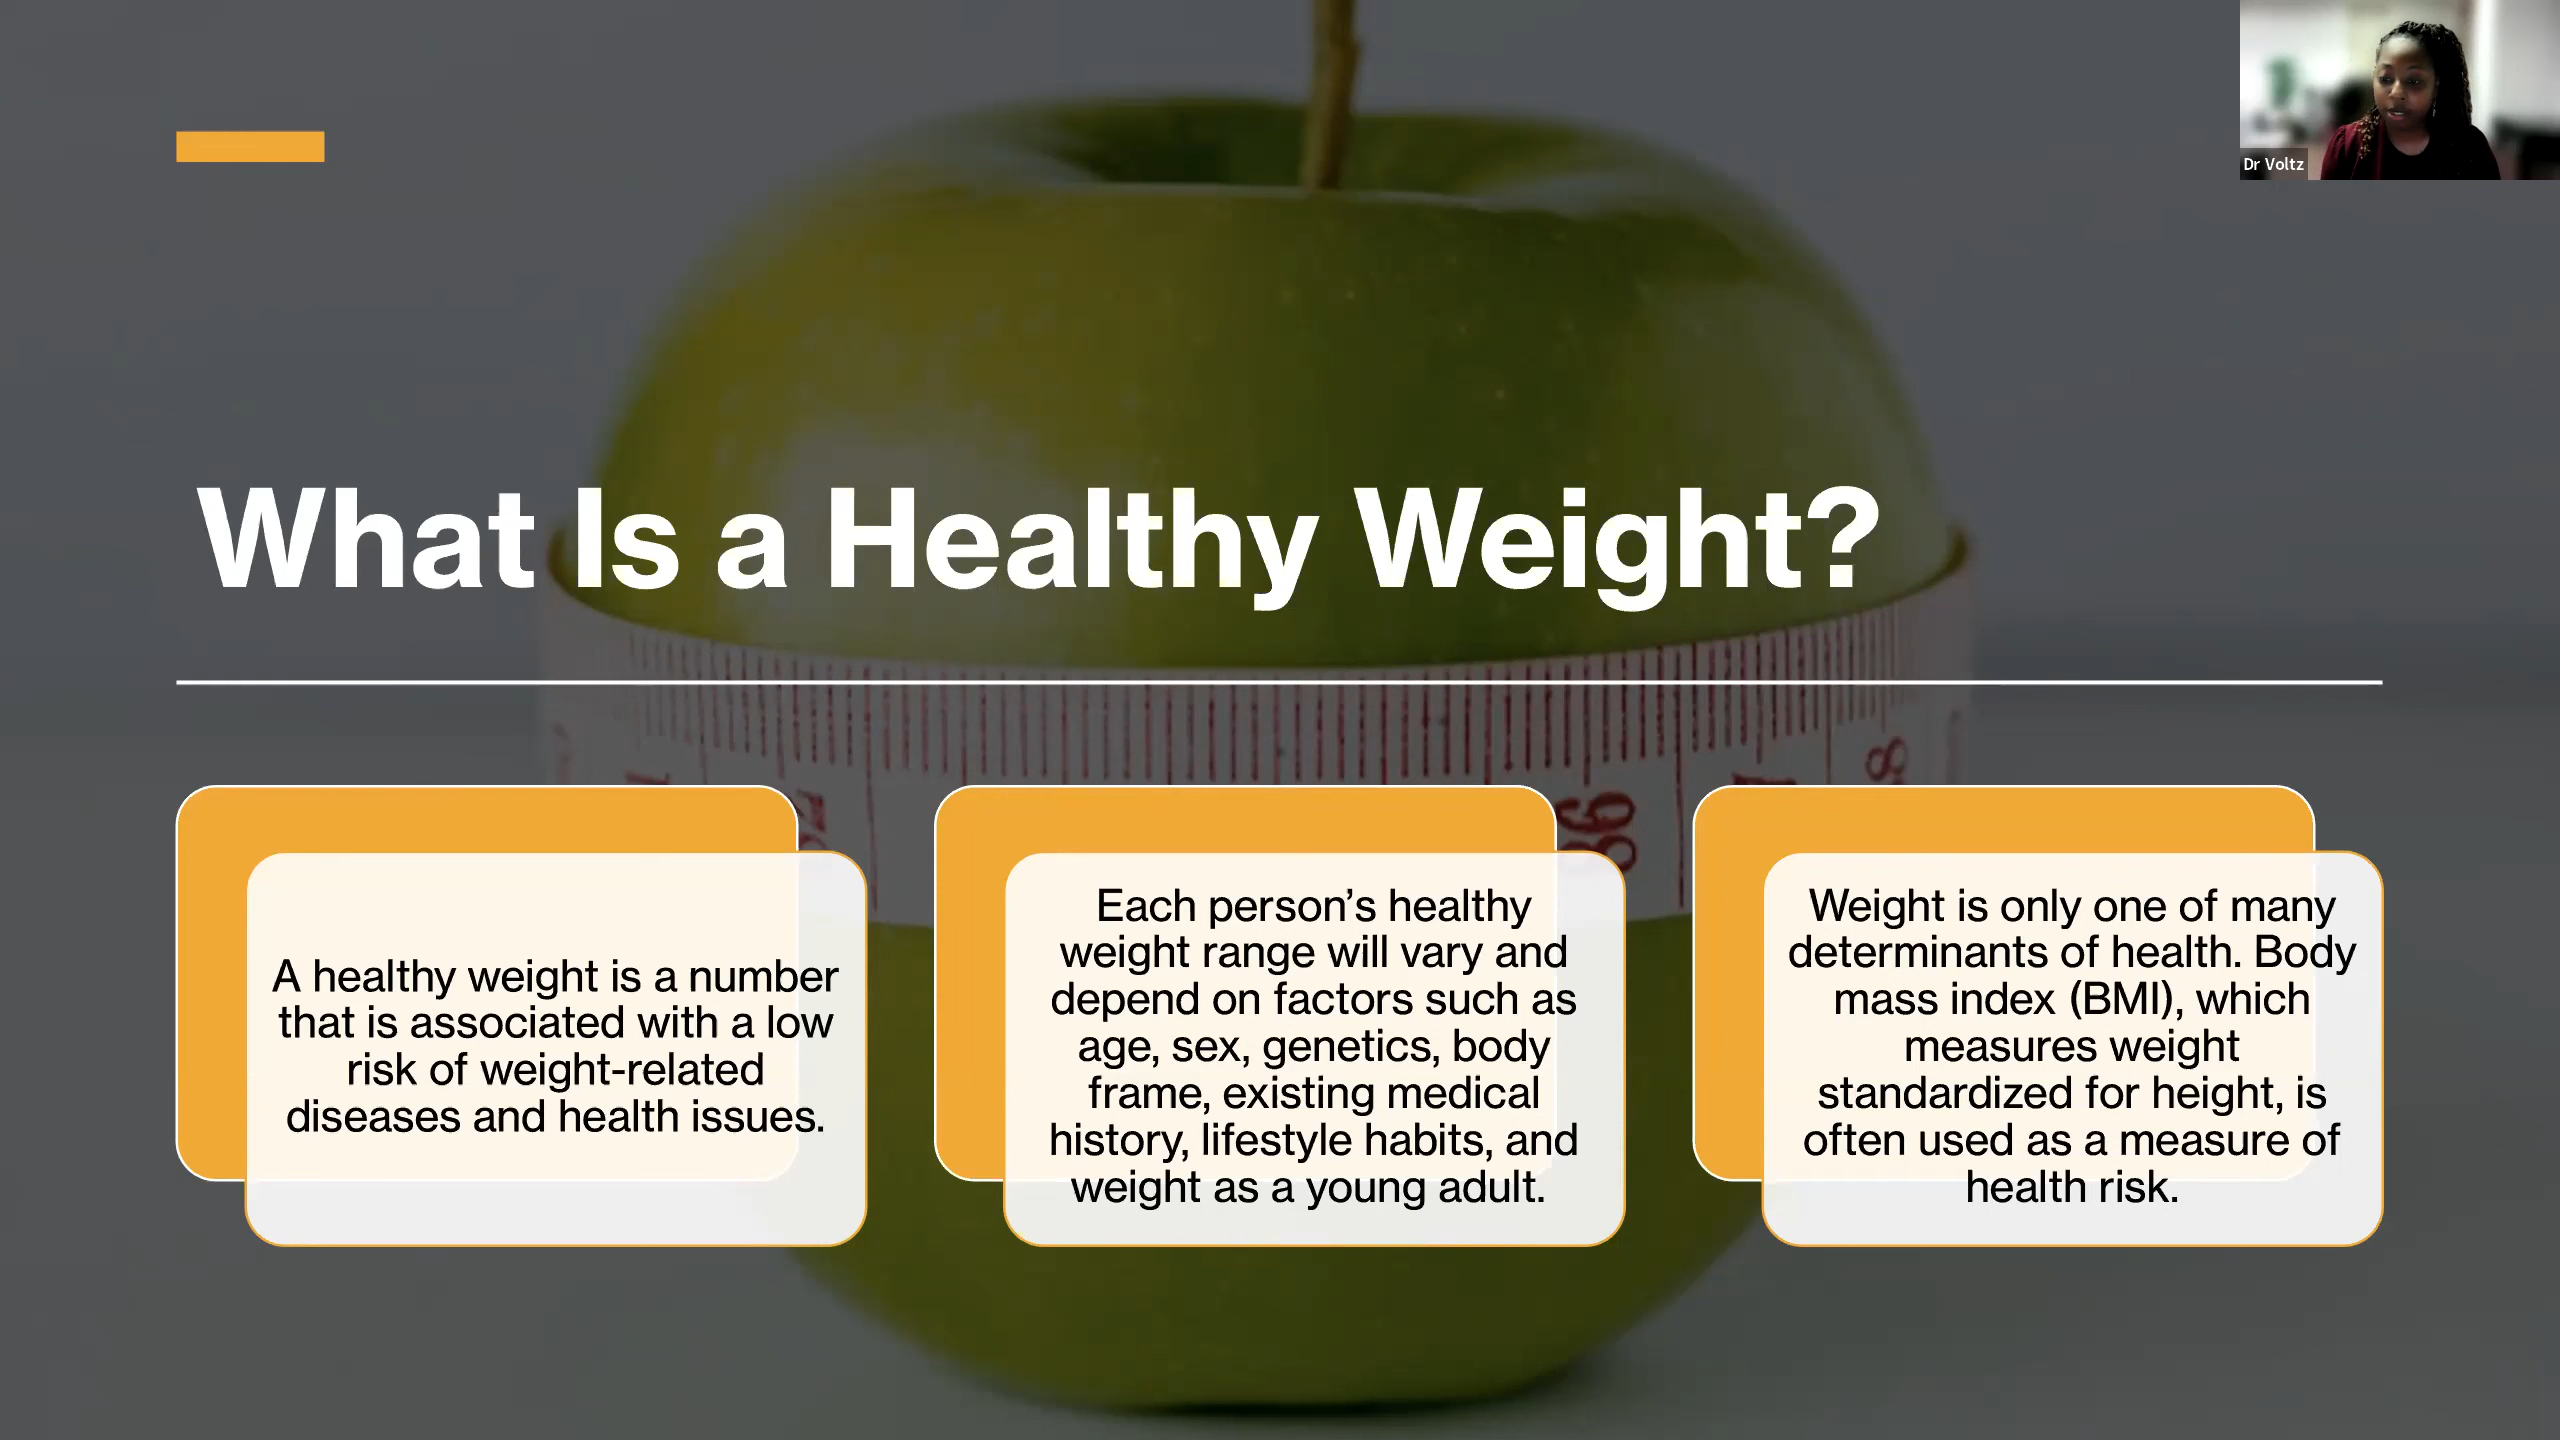 Dr Voltz
What Is a Healthy Weight?
A healthy weight is a number
that is associated with a low
risk of weight-related
diseases and health issues.
Each person’s healthy
weight range will vary and
depend on factors such as
age, sex, genetics, body
frame, existing medical
history, lifestyle habits, and
weight as a young adult.
Weight is only one of many
determinants of health. Body
mass index (BMI), which
measures weight
standardized for height, is
often used as a measure of
health risk.